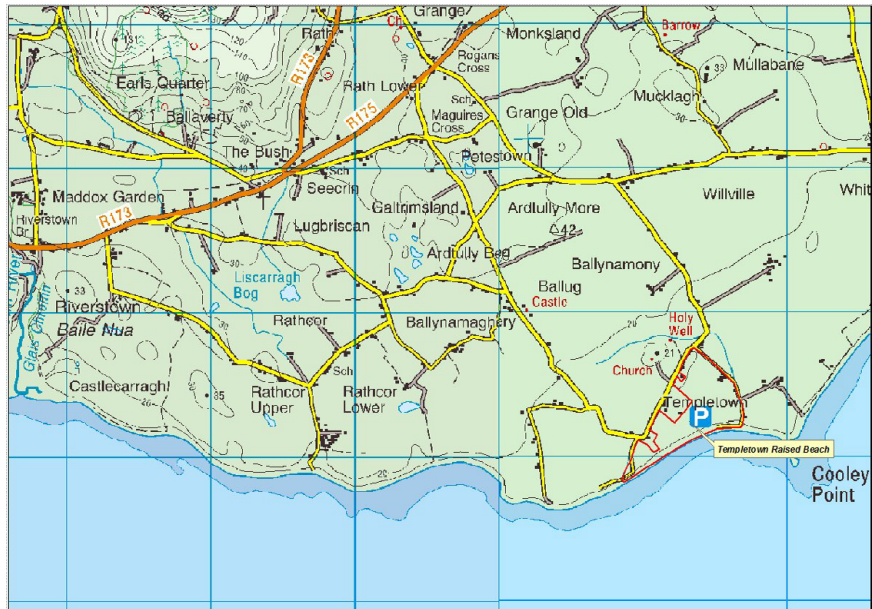 Grange
Ch
Monksland
Barrow
Rath
Rogans
Cross
33
Mullabane
R173
Earls Quarter
Rath Lower
R175
Sch
Mucklagh
30
Maguires
Cross
Grange Old
Ballaverty
The Bush
Petestown
Sch
Seecrin
Maddox Garden
Willville
Whit
Riverstown
Dr
R173
Galtrimsland
Ardtully More
42
Lugbriscan
Ardtully Beg
Ballynamony
River
Liscarragh
Bog
Ballug
Castle
33
Riverstown
Baile Nua
Rathcor
Ballynamaghery
20
Holy
Well
Sch
21
Church
Castlecarragh
35
Rathcor
Upper
Rathcor
Lower
Templetown
P
Templetown Raised Beach
Cooley
Point
20